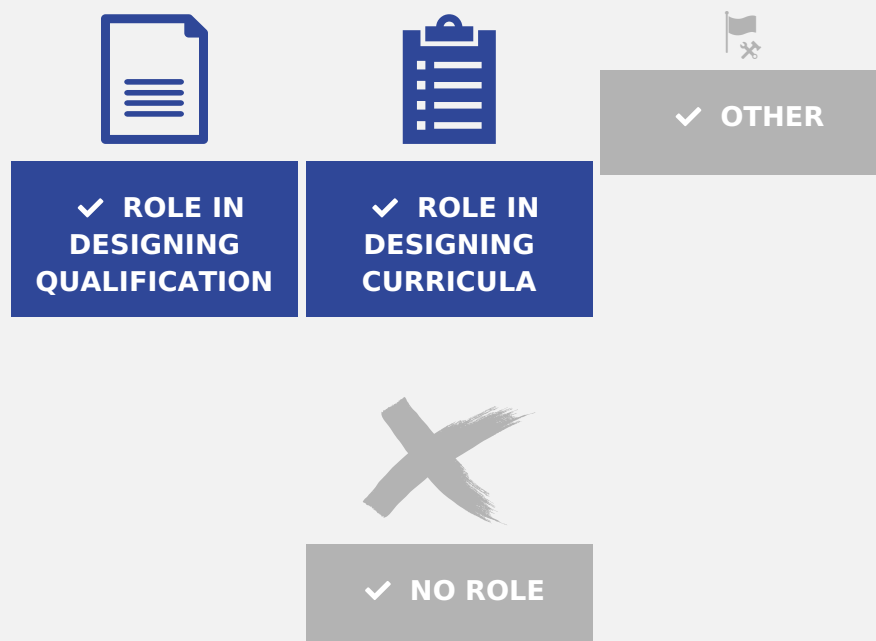 ROLE IN
DESIGNING
QUALIFICATION
ROLE IN
DESIGNING
CURRICULA
OTHER
NO ROLE